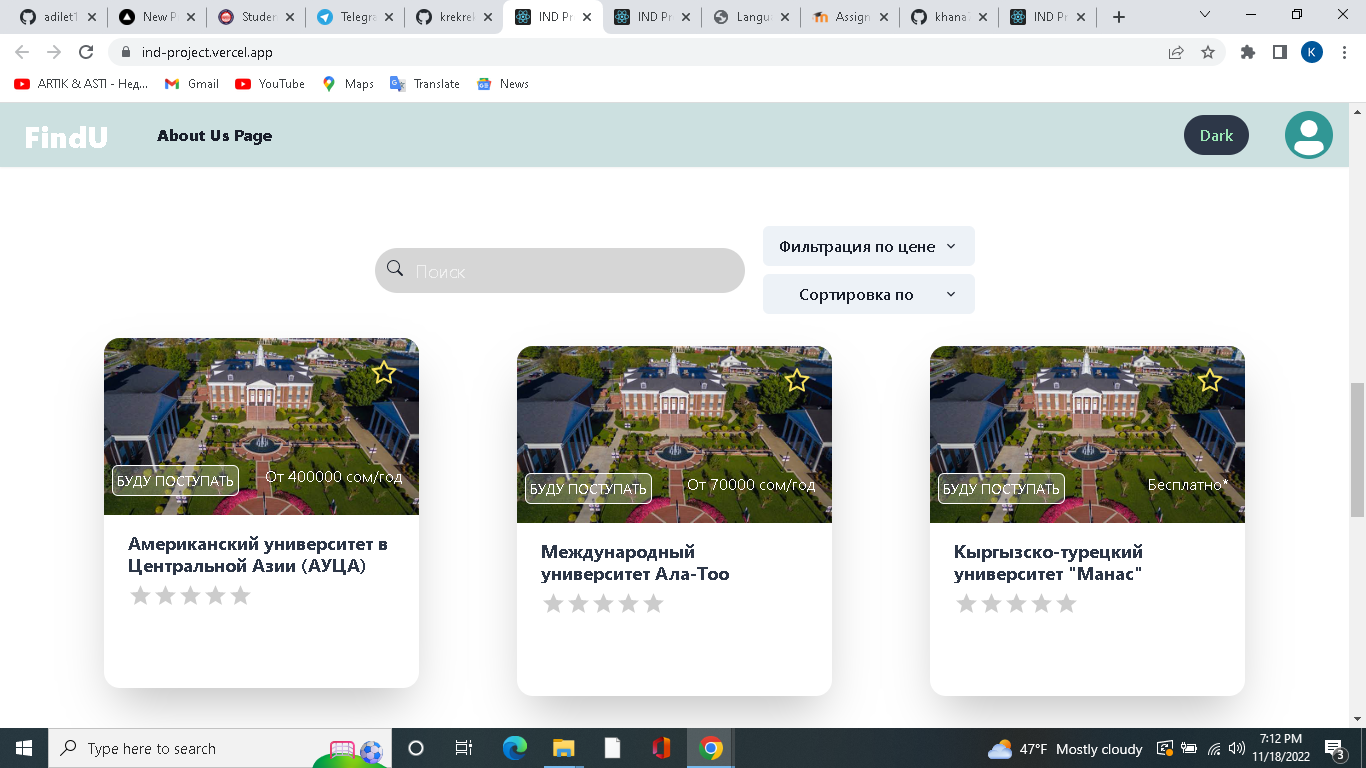 adilet1
New P
Studen
Telegra
krekrel
IND Pr
IND Pr
Langu
Assign
khana7
IND Pr
ind-project.vercel.app
K
ARTIK & ASTI - Нед...
Gmail
YouTube
Maps
Translate
News
FindU
About Us Page
Dark
Поиск
Фильтрация по цене
Сортировка по
БУДУ ПОСТУПАТЬ
От 400000 сом/год
БУДУ ПОСТУПАТЬ
От 70000 сом/год
БУДУ ПОСТУПАТЬ
Бесплатно*
Американский университет в
Центральной Азии (АУЦА)
Международный
университет Ала-Тоо
Кыргызско-турецкий
университет "Манас"
Type here to search
47°F Mostly cloudy
7:12 PM
11/18/2022
3